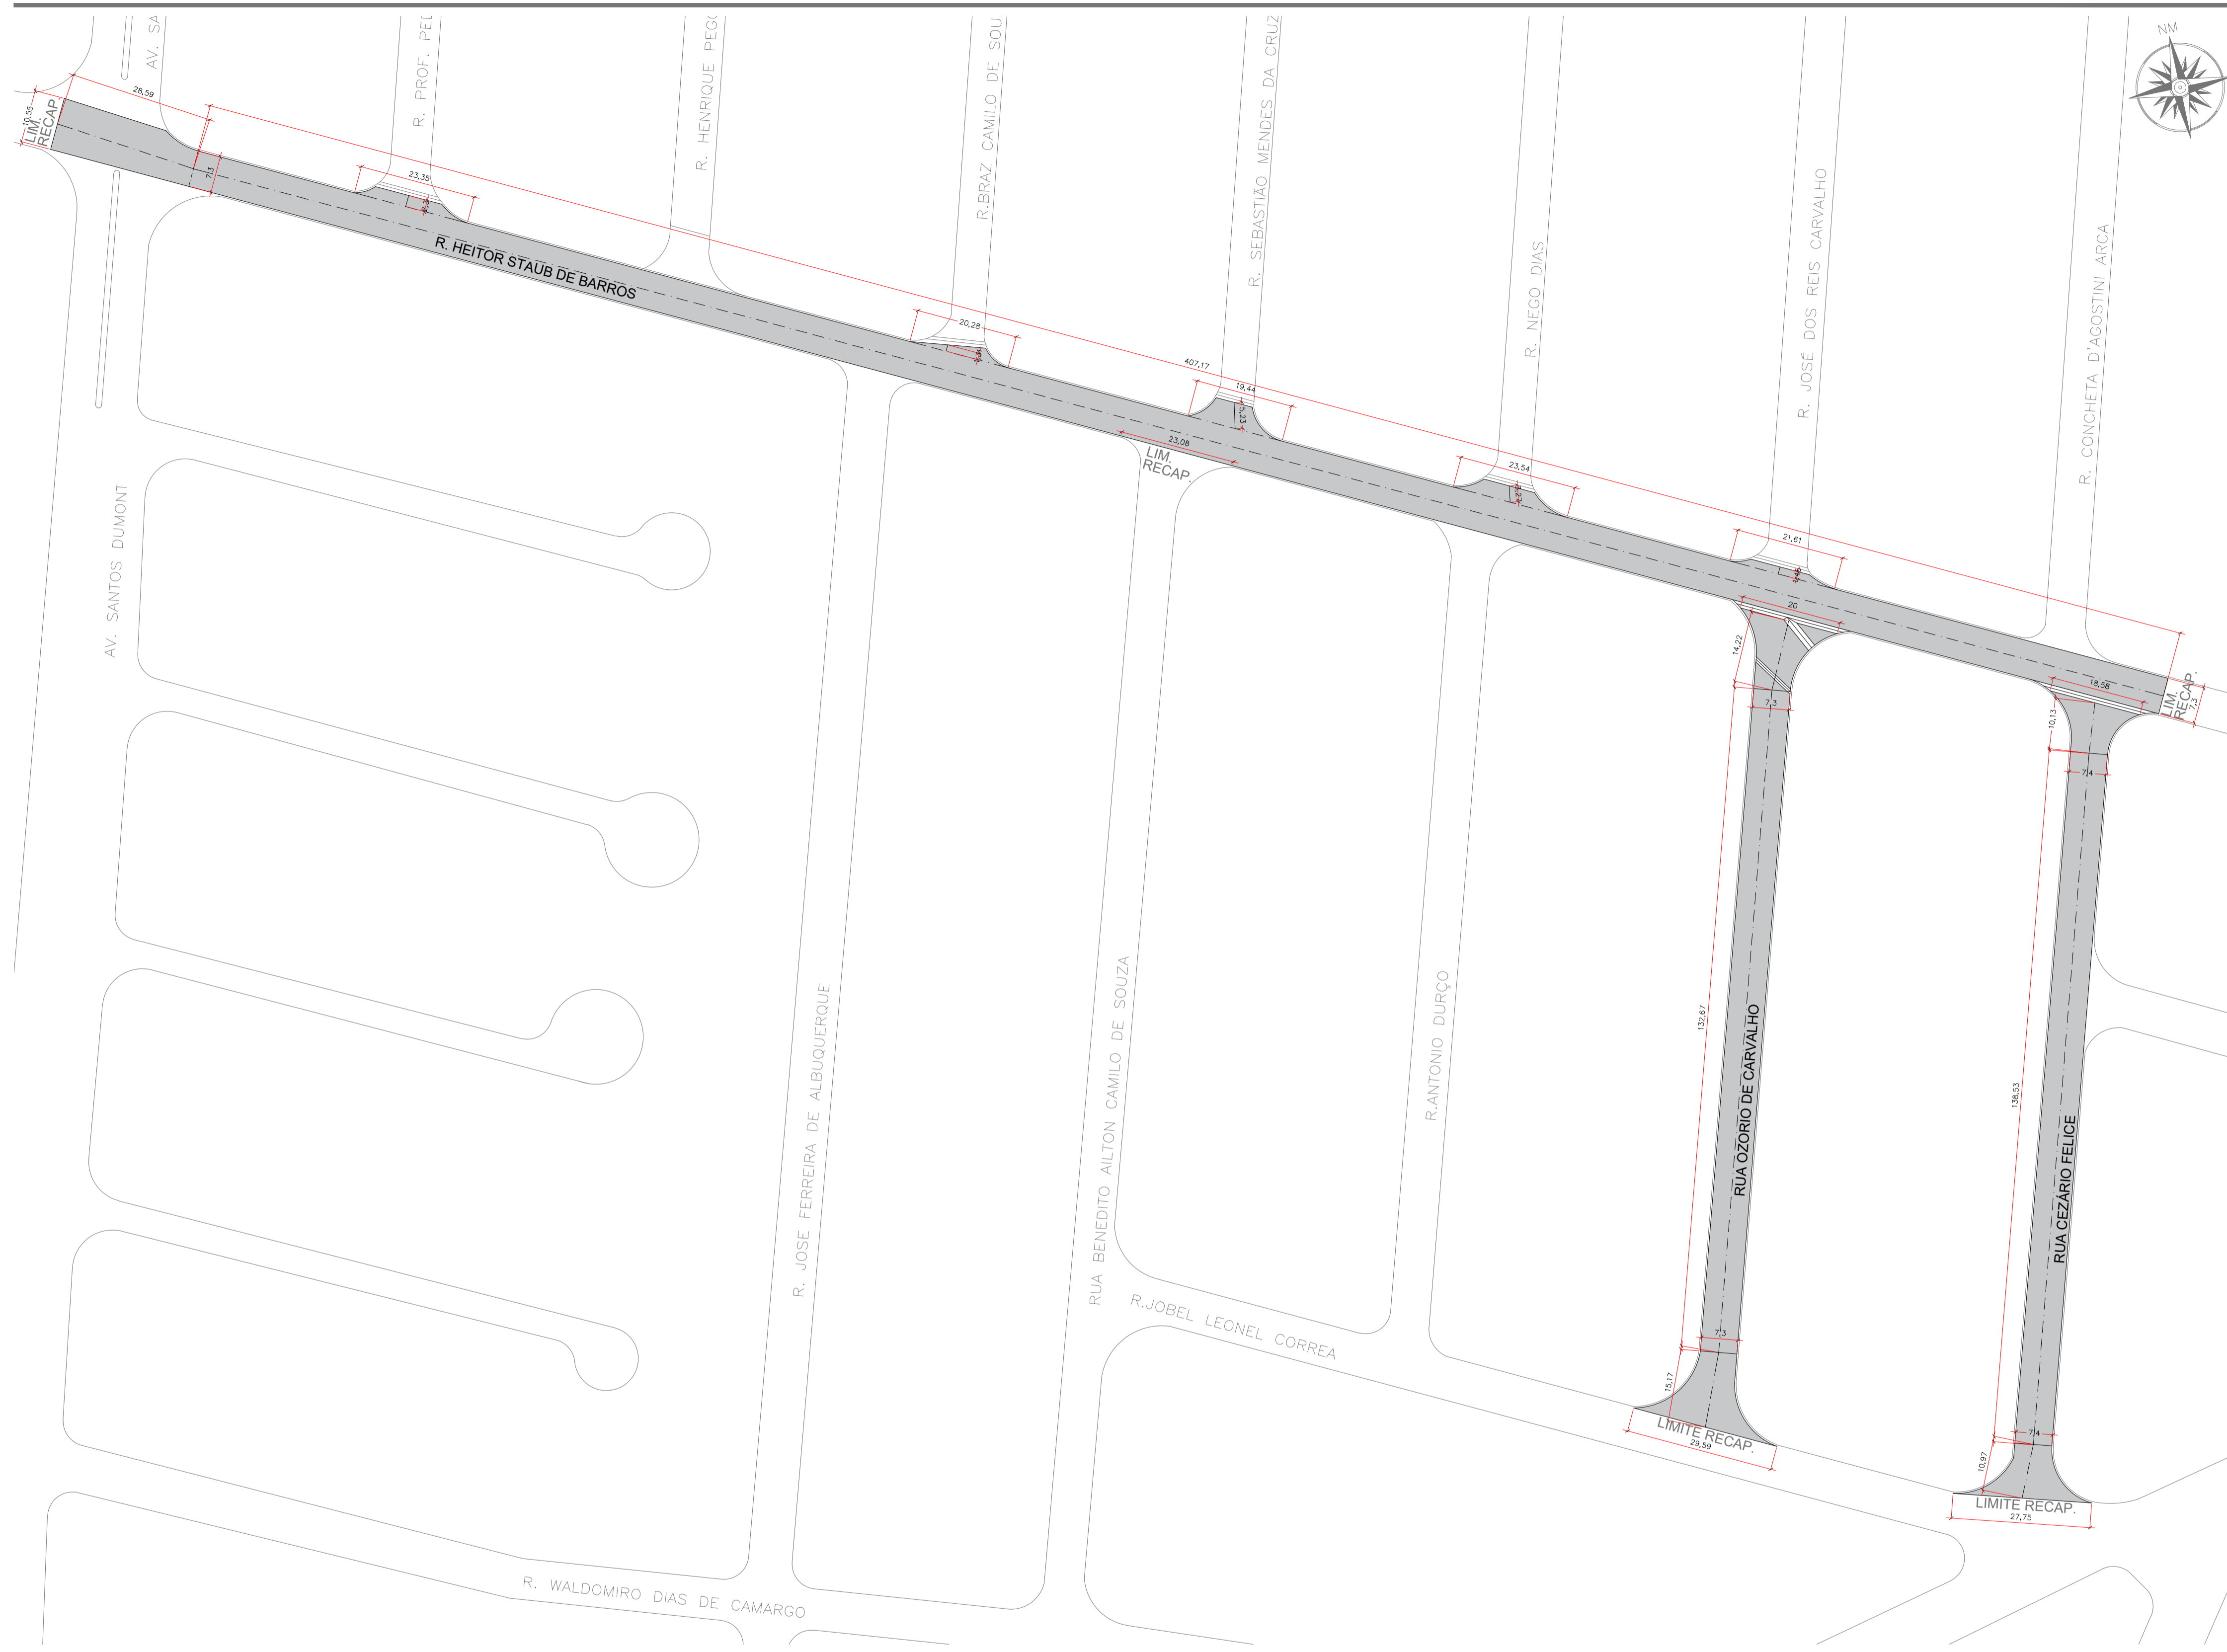 NM
AV. SA
R. PROF. PED
R. HENRIQUE PEGO
R.BRAZ CAMILO DE SOU
R. SEBASTIÃO MENDES DA CRUZ
R. NEGO DIAS
R. JOSÉ DOS REIS CARVALHO
R. CONCHETA D'AGOSTINI ARCA
10,55
LIM.
RECAP.
28,59
7,3
23,35
R. HEITOR STAUB DE BARROS
20,28
407,17
19,44
5,23
23,08
LIM.
RECAP.
23,54
21,61
20
14,22
7,3
18,58
LIM.
RECAP.
7,3
10,13
7,4
AV. SANTOS DUMONT
R. JOSE FERREIRA DE ALBUQUERQUE
RUA BENEDITO AILTON CAMILO DE SOUZA
R.ANTONIO DURÇO
132,67
RUA OZORIO DE CARVALHO
138,53
RUA CEZÁRIO FELICE
R.JOBEL LEONEL CORREA
7,3
15,17
LIMITE RECAP.
29,59
7,4
10,97
LIMITE RECAP.
27,75
R. WALDOMIRO DIAS DE CAMARGO